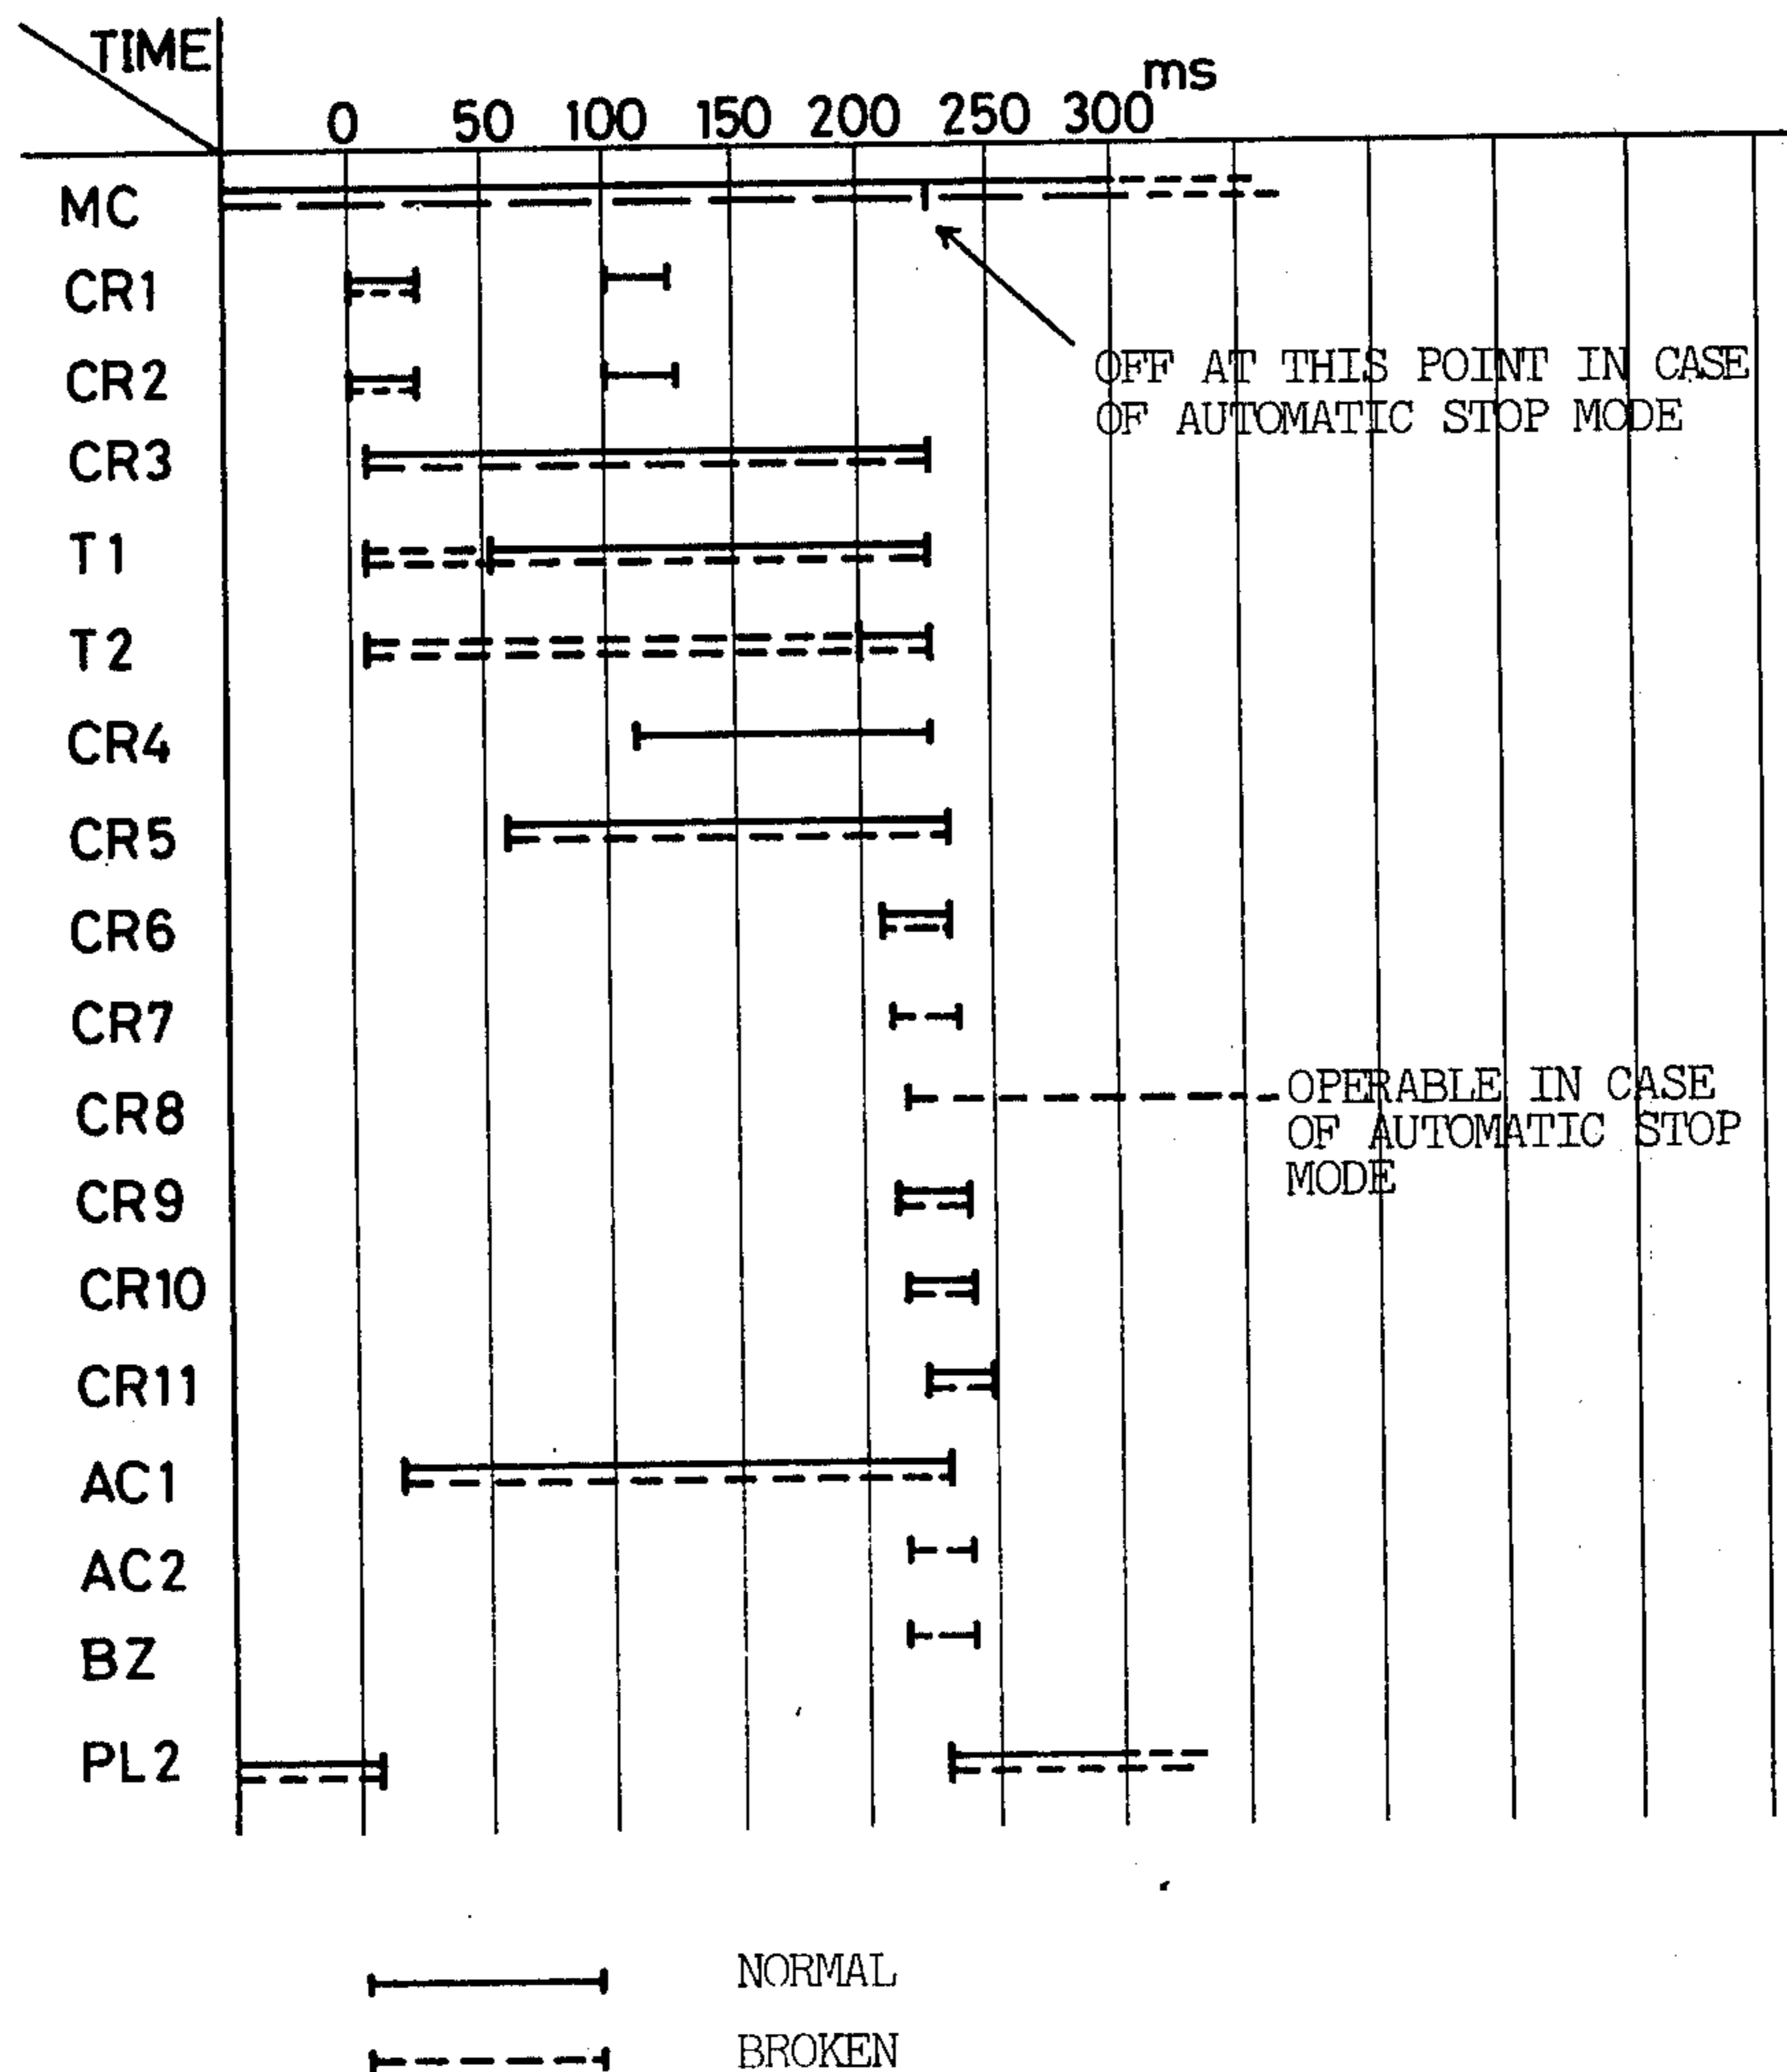 TIME
ms
0 50 100 150 200 250 300
MC
CR1
OFF AT THIS POINT IN CASE
CR2
OF AUTOMATIC STOP MODE
CR3
T1
T2
CR4
CR5
CR6
CR7
OPERABLE IN CASE
CR8
OF AUTOMATIC STOP
MODE
CR9
CR10
CR11
AC1
AC2
BZ
PL2
NORMAL
BROKEN